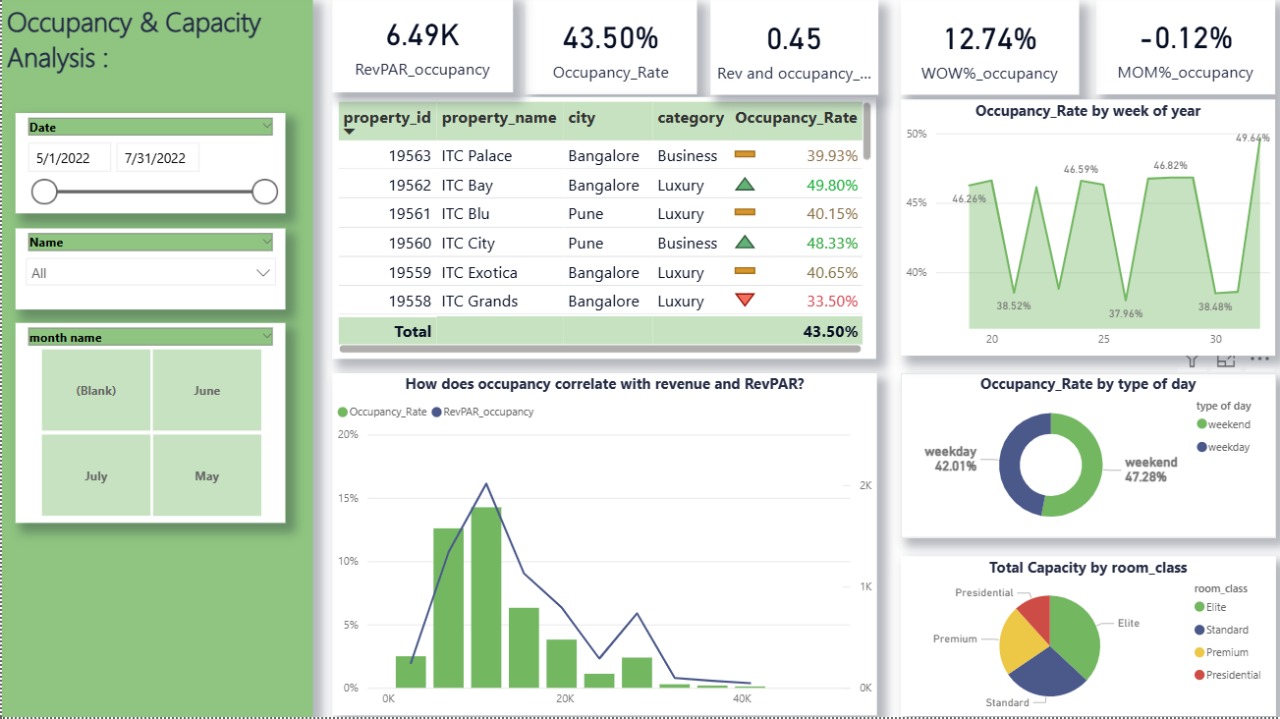 Occupancy & Capacity
Analysis :
6.49K
RevPAR_occupancy
43.50%
Occupancy_Rate
0.45
Rev and occupancy_...
12.74%
WOW%_occupancy
-0.12%
MOM%_occupancy
Date
5/1/2022 7/31/2022
Name
All
month name
(Blank) June
July May
property_id property_name city category Occupancy_Rate
19563 ITC Palace Bangalore Business 39.93%
19562 ITC Bay Bangalore Luxury 49.80%
19561 ITC Blu Pune Luxury 40.15%
19560 ITC City Pune Business 48.33%
19559 ITC Exotica Bangalore Luxury 40.65%
19558 ITC Grands Bangalore Luxury 33.50%
Total 43.50%
Occupancy_Rate by week of year
50%
49.64%
46.59%
46.82%
45%
46.26%
40%
38.52%
37.96%
38.48%
20 25 30
How does occupancy correlate with revenue and RevPAR?
Occupancy_Rate RevPAR_occupancy
20%
15%
10%
5%
0%
2K
1K
0K
0K 20K 40K
Occupancy_Rate by type of day
type of day
weekend
weekday
weekday
42.01%
weekend
47.28%
Total Capacity by room_class
Presidential
Premium
Standard
Elite
room_class
Elite
Standard
Premium
Presidential